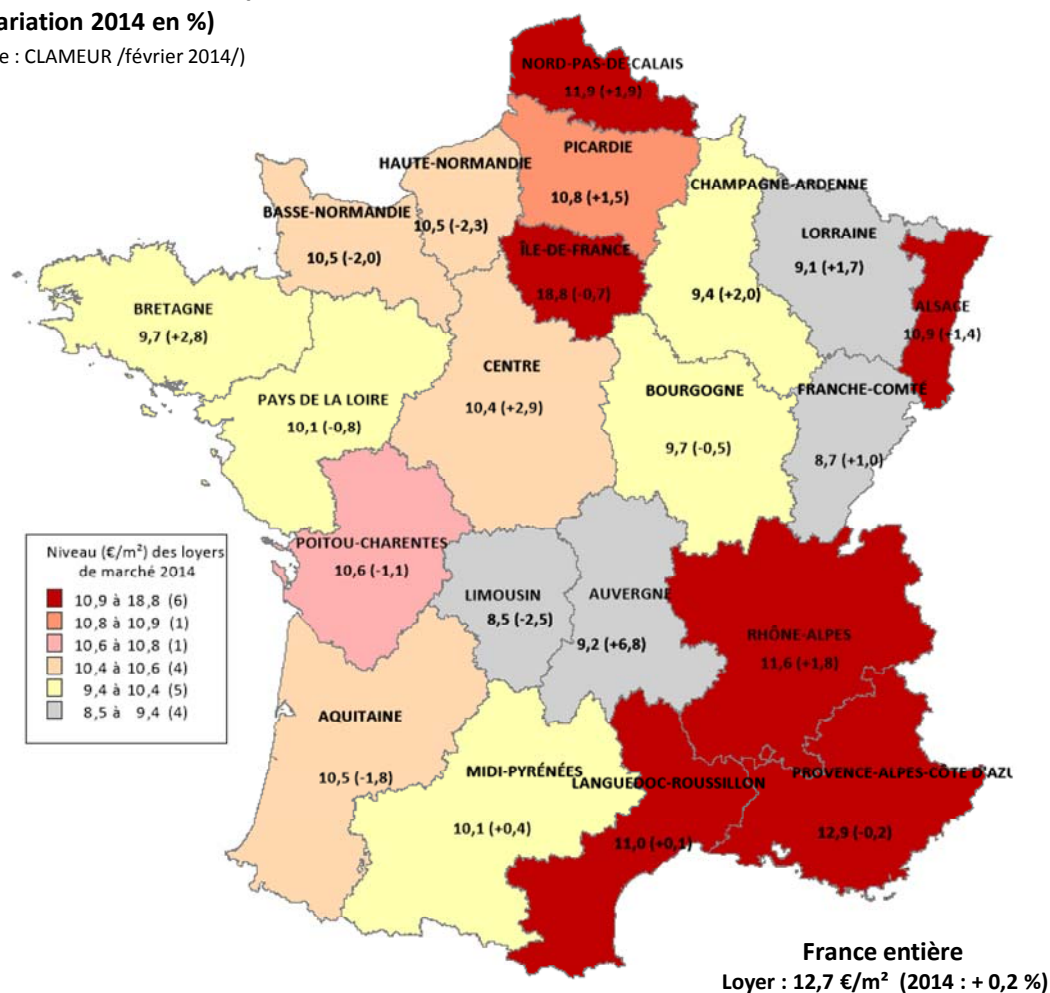 ariation 2014 en %)
e : CLAMEUR /février 2014/)
NORD-PAS-DE-CALAIS
11,9 (+1,9)
PICARDIE
10,8 (+1,5)
HAUTE-NORMANDIE
10,5 (-2,3)
BASSE-NORMANDIE
10,5 (-2,0)
ÎLE-DE-FRANCE
18,8 (-0,7)
CHAMPAGNE-ARDENNE
9,4 (+2,0)
LORRAINE
9,1 (+1,7)
ALSACE
10,9 (+1,4)
BRETAGNE
9,7 (+2,8)
PAYS DE LA LOIRE
10,1 (-0,8)
CENTRE
10,4 (+2,9)
BOURGOGNE
9,7 (-0,5)
FRANCHE-COMTÉ
8,7 (+1,0)
POITOU-CHARENTES
10,6 (-1,1)
LIMOUSIN
8,5 (-2,5)
AUVERGNE
9,2 (+6,8)
RHÔNE-ALPES
11,6 (+1,8)
AQUITAINE
10,5 (-1,8)
MIDI-PYRÉNÉES
10,1 (+0,4)
LANGUEDOC-ROUSSILLON
11,0 (+0,1)
PROVENCE-ALPES-CÔTE D'AZU
12,9 (-0,2)
Niveau (€/m²) des loyers
de marché 2014
10,9 à 18,8 (6)
10,8 à 10,9 (1)
10,6 à 10,8 (1)
10,4 à 10,6 (4)
9,4 à 10,4 (5)
8,5 à 9,4 (4)
France entière
Loyer : 12,7 €/m² (2014 : + 0,2 %)